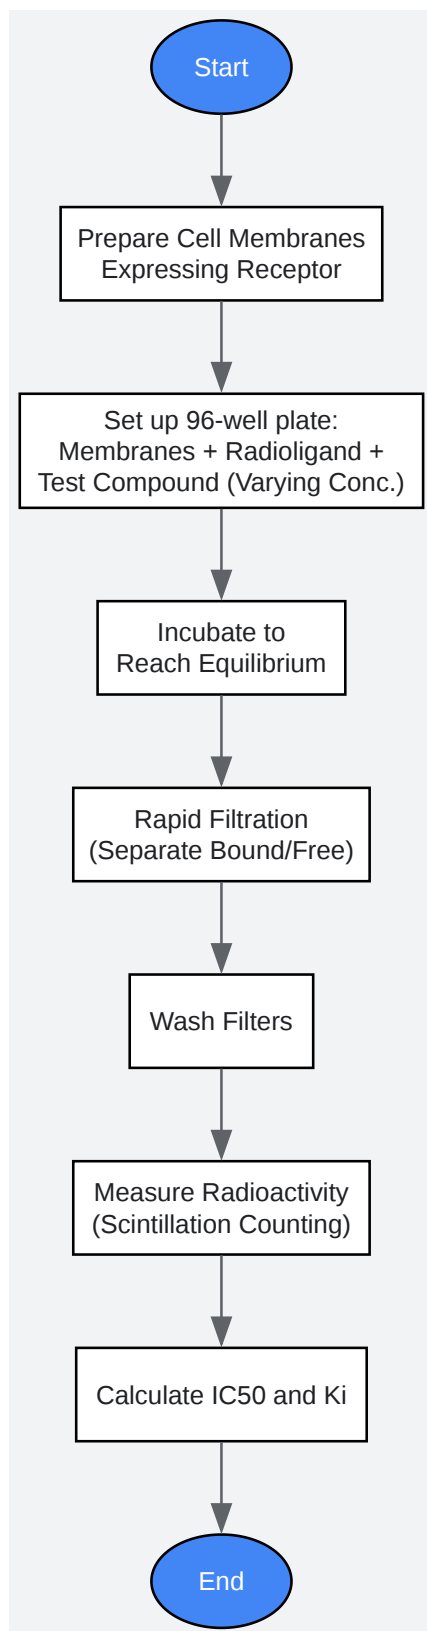 Start
Prepare Cell Membranes
Expressing Receptor
Set up 96-well plate:
Membranes + Radioligand +
Test Compound (Varying Conc.)
Incubate to
Reach Equilibrium
Rapid Filtration
(Separate Bound/Free)
Wash Filters
Measure Radioactivity
(Scintillation Counting)
Calculate IC50 and Ki
End